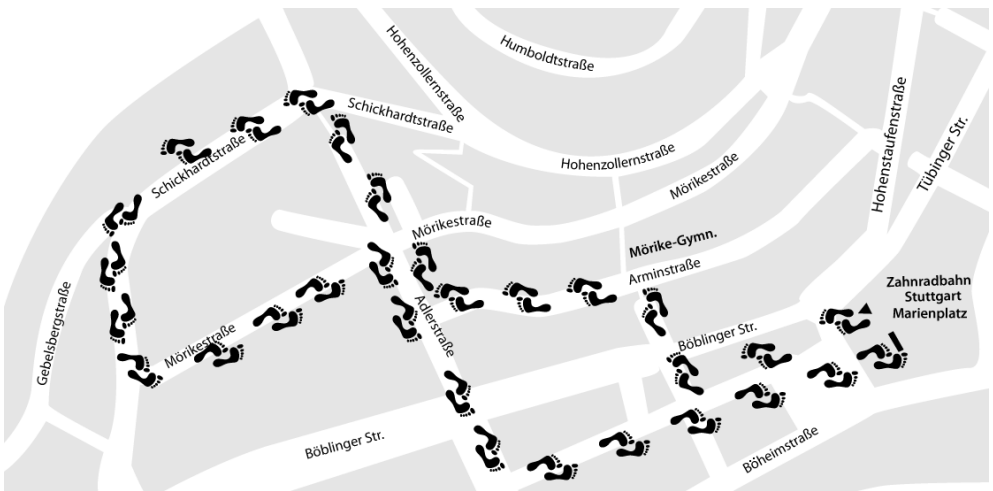 Humboldtstraße
Hohenzollernstraße
Schickhardtstraße
Hohenzollernstraße
Schickhardtstraße
Mörikestraße
Hohenstaufenstraße
Tübinger Str.
Mörikestraße
Mörike-Gymn.
Arminstraße
Zahnradbahn
Stuttgart
Marienplatz
Gebelsbergstraße
Mörikestraße
Adlerstraße
Böblinger Str.
Böblinger Str.
Böheimstraße